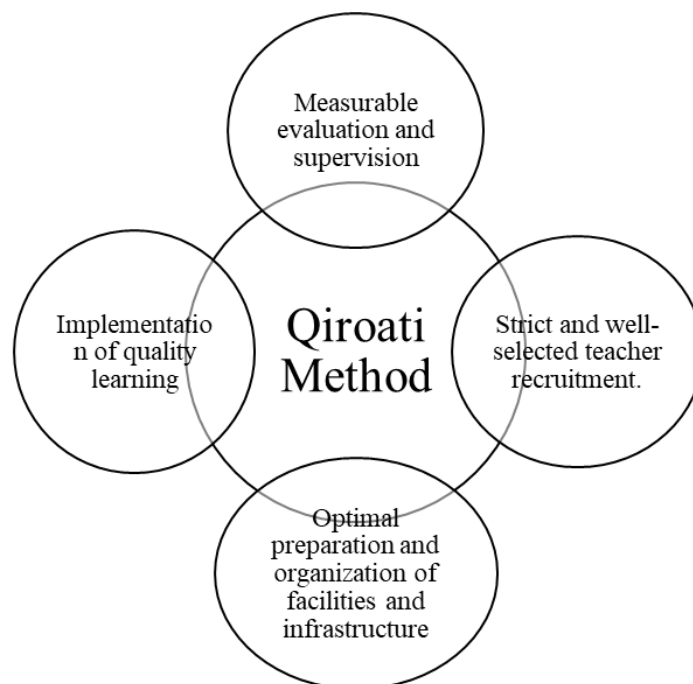 Measurable
evaluation and
supervision
Implementatio
n of quality
learning
Qiroati
Method
Strict and well-
selected teacher
recruitment.
Optimal
preparation and
organization of
facilities and
infrastructure